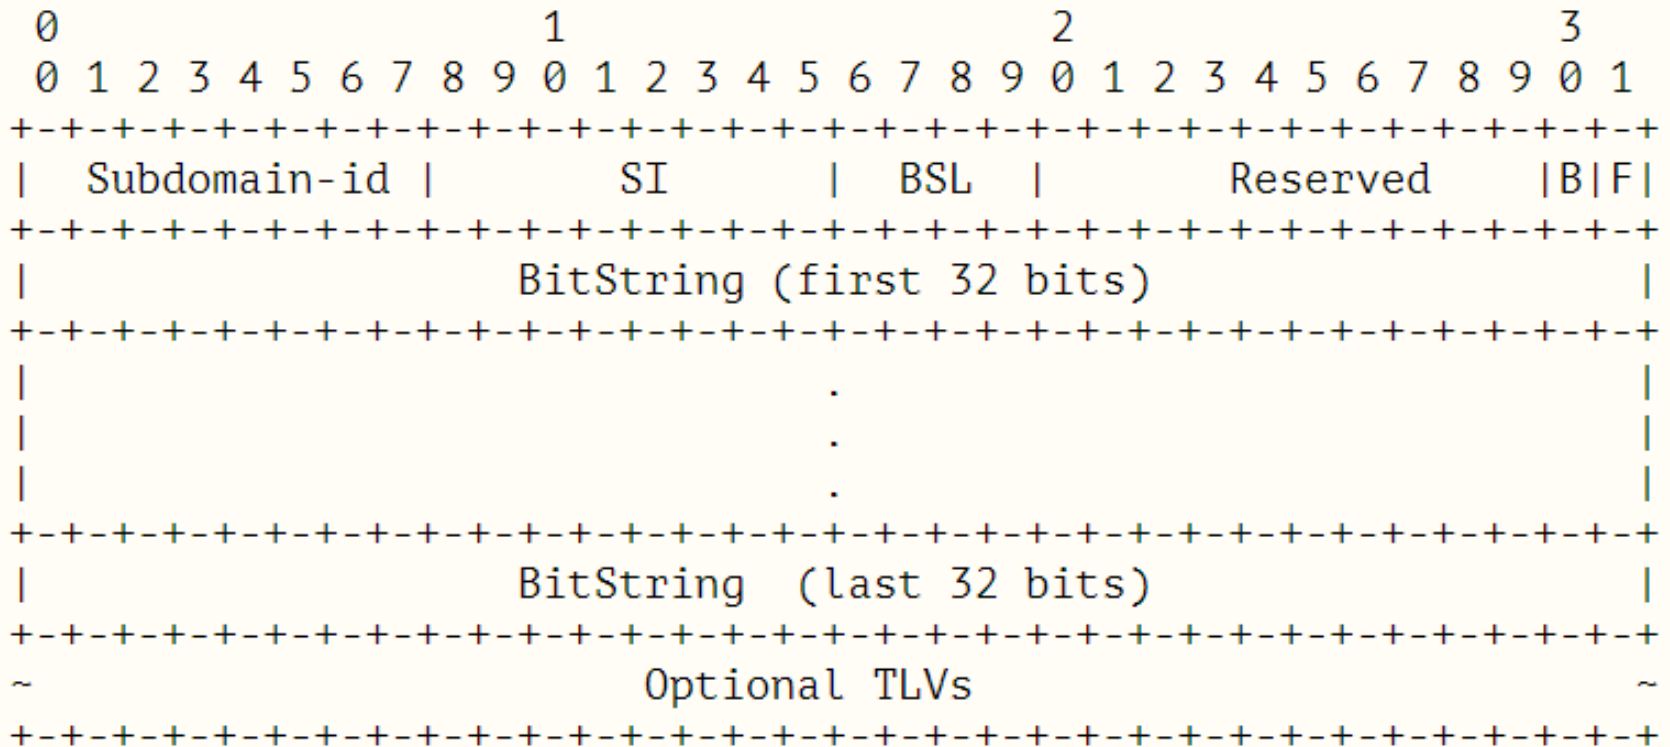 0                   1                   2                   3
 0 1 2 3 4 5 6 7 8 9 0 1 2 3 4 5 6 7 8 9 0 1 2 3 4 5 6 7 8 9 0 1
+-+-+-+-+-+-+-+-+-+-+-+-+-+-+-+-+-+-+-+-+-+-+-+-+-+-+-+-+-+-+-+-+
|  Subdomain-id |       SI      |  BSL  |       Reserved    |B|F|
+-+-+-+-+-+-+-+-+-+-+-+-+-+-+-+-+-+-+-+-+-+-+-+-+-+-+-+-+-+-+-+-+
|                   BitString (first 32 bits)                   |
+-+-+-+-+-+-+-+-+-+-+-+-+-+-+-+-+-+-+-+-+-+-+-+-+-+-+-+-+-+-+-+-+
|                               .                               |
|                               .                               |
|                               .                               |
+-+-+-+-+-+-+-+-+-+-+-+-+-+-+-+-+-+-+-+-+-+-+-+-+-+-+-+-+-+-+-+-+
|                   BitString  (last 32 bits)                   |
+-+-+-+-+-+-+-+-+-+-+-+-+-+-+-+-+-+-+-+-+-+-+-+-+-+-+-+-+-+-+-+-+
~                        Optional TLVs                          ~
+-+-+-+-+-+-+-+-+-+-+-+-+-+-+-+-+-+-+-+-+-+-+-+-+-+-+-+-+-+-+-+-+